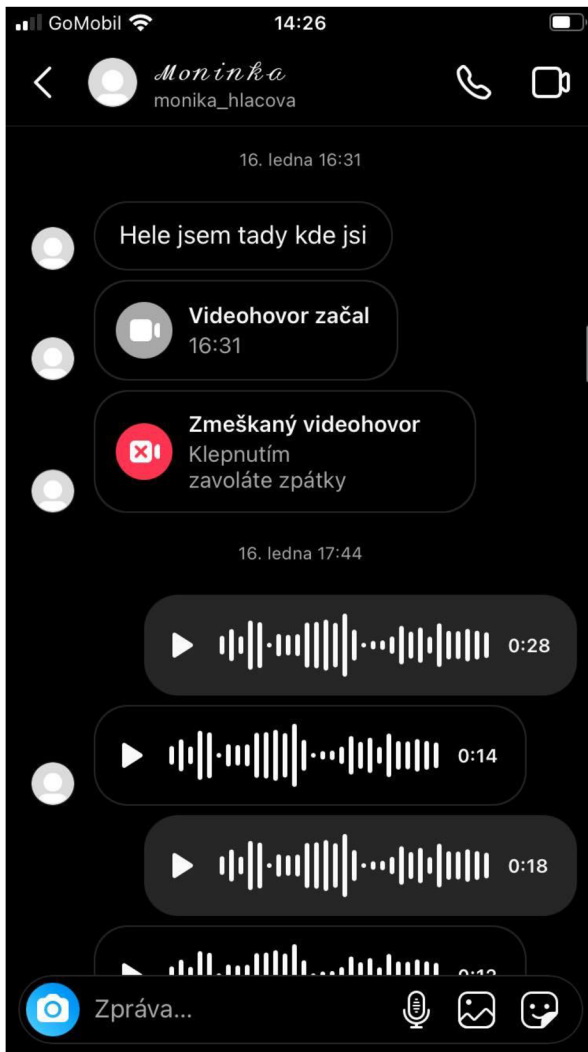 GoMobil 14:26
Moninka
monika_hlacova
16. ledna 16:31
Hele jsem tady kde jsi
Videohovor začal
16:31
Zmeškaný videohovor
Klepnutím
zavoláte zpátky
16. ledna 17:44
0:28
0:14
0:18
Zpráva...